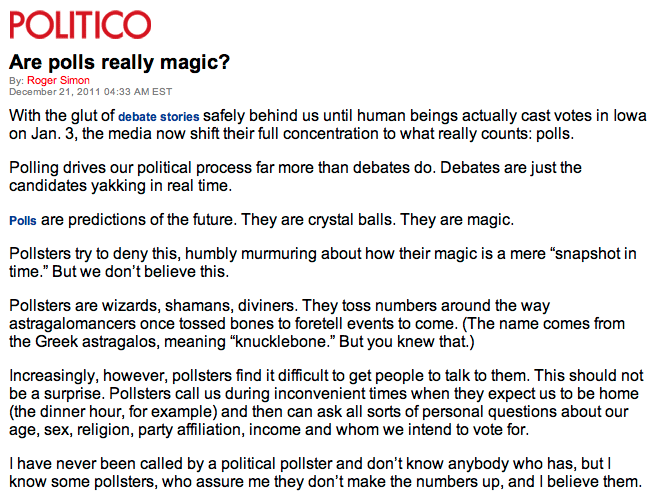 POLITICO
Are polls really magic?
By: Roger Simon
December 21, 2011 04:33 AM EST
With the glut of debate stories safely behind us until human beings actually cast votes in Iowa
on Jan. 3, the media now shift their full concentration to what really counts: polls.
Polling drives our political process far more than debates do. Debates are just the
candidates yakking in real time.
Polls are predictions of the future. They are crystal balls. They are magic.
Pollsters try to deny this, humbly murmuring about how their magic is a mere “snapshot in
time.” But we don’t believe this.
Pollsters are wizards, shamans, diviners. They toss numbers around the way
astragalomancers once tossed bones to foretell events to come. (The name comes from
the Greek astragalos, meaning “knucklebone.” But you knew that.)
Increasingly, however, pollsters find it difficult to get people to talk to them. This should not
be a surprise. Pollsters call us during inconvenient times when they expect us to be home
(the dinner hour, for example) and then can ask all sorts of personal questions about our
age, sex, religion, party affiliation, income and whom we intend to vote for.
I have never been called by a political pollster and don’t know anybody who has, but I
know some pollsters, who assure me they don’t make the numbers up, and I believe them.